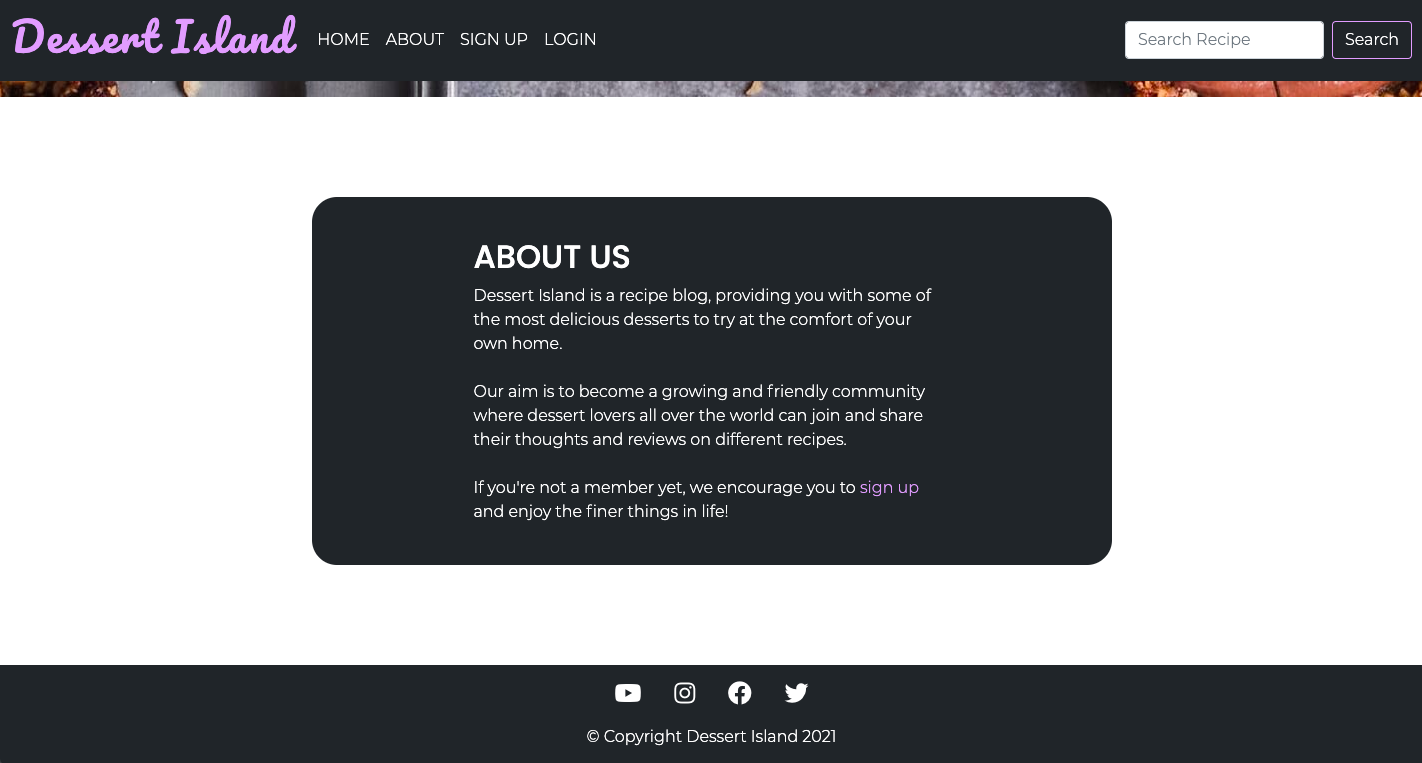 Dessert Island HOME ABOUT SIGN UP LOGIN Search Recipe Search
ABOUT US
Dessert Island is a recipe blog, providing you with some of
the most delicious desserts to try at the comfort of your
own home.
Our aim is to become a growing and friendly community
where dessert lovers all over the world can join and share
their thoughts and reviews on different recipes.
If you're not a member yet, we encourage you to sign up
and enjoy the finer things in life!
© Copyright Dessert Island 2021